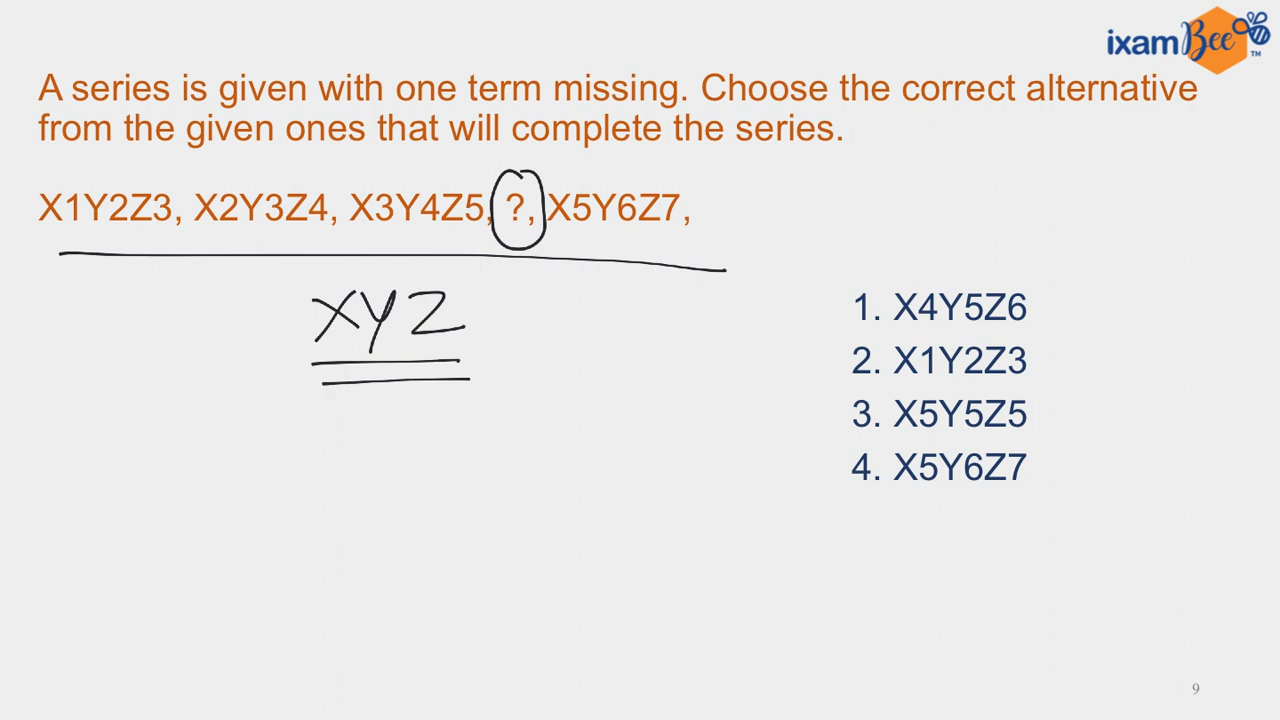 ixamBee™
A series is given with one term missing. Choose the correct alternative
from the given ones that will complete the series.
X1Y2Z3, X2Y3Z4, X3Y4Z5, ?, X5Y6Z7,
XYZ
1. X4Y5Z6
2. X1Y2Z3
3. X5Y5Z5
4. X5Y6Z7
9